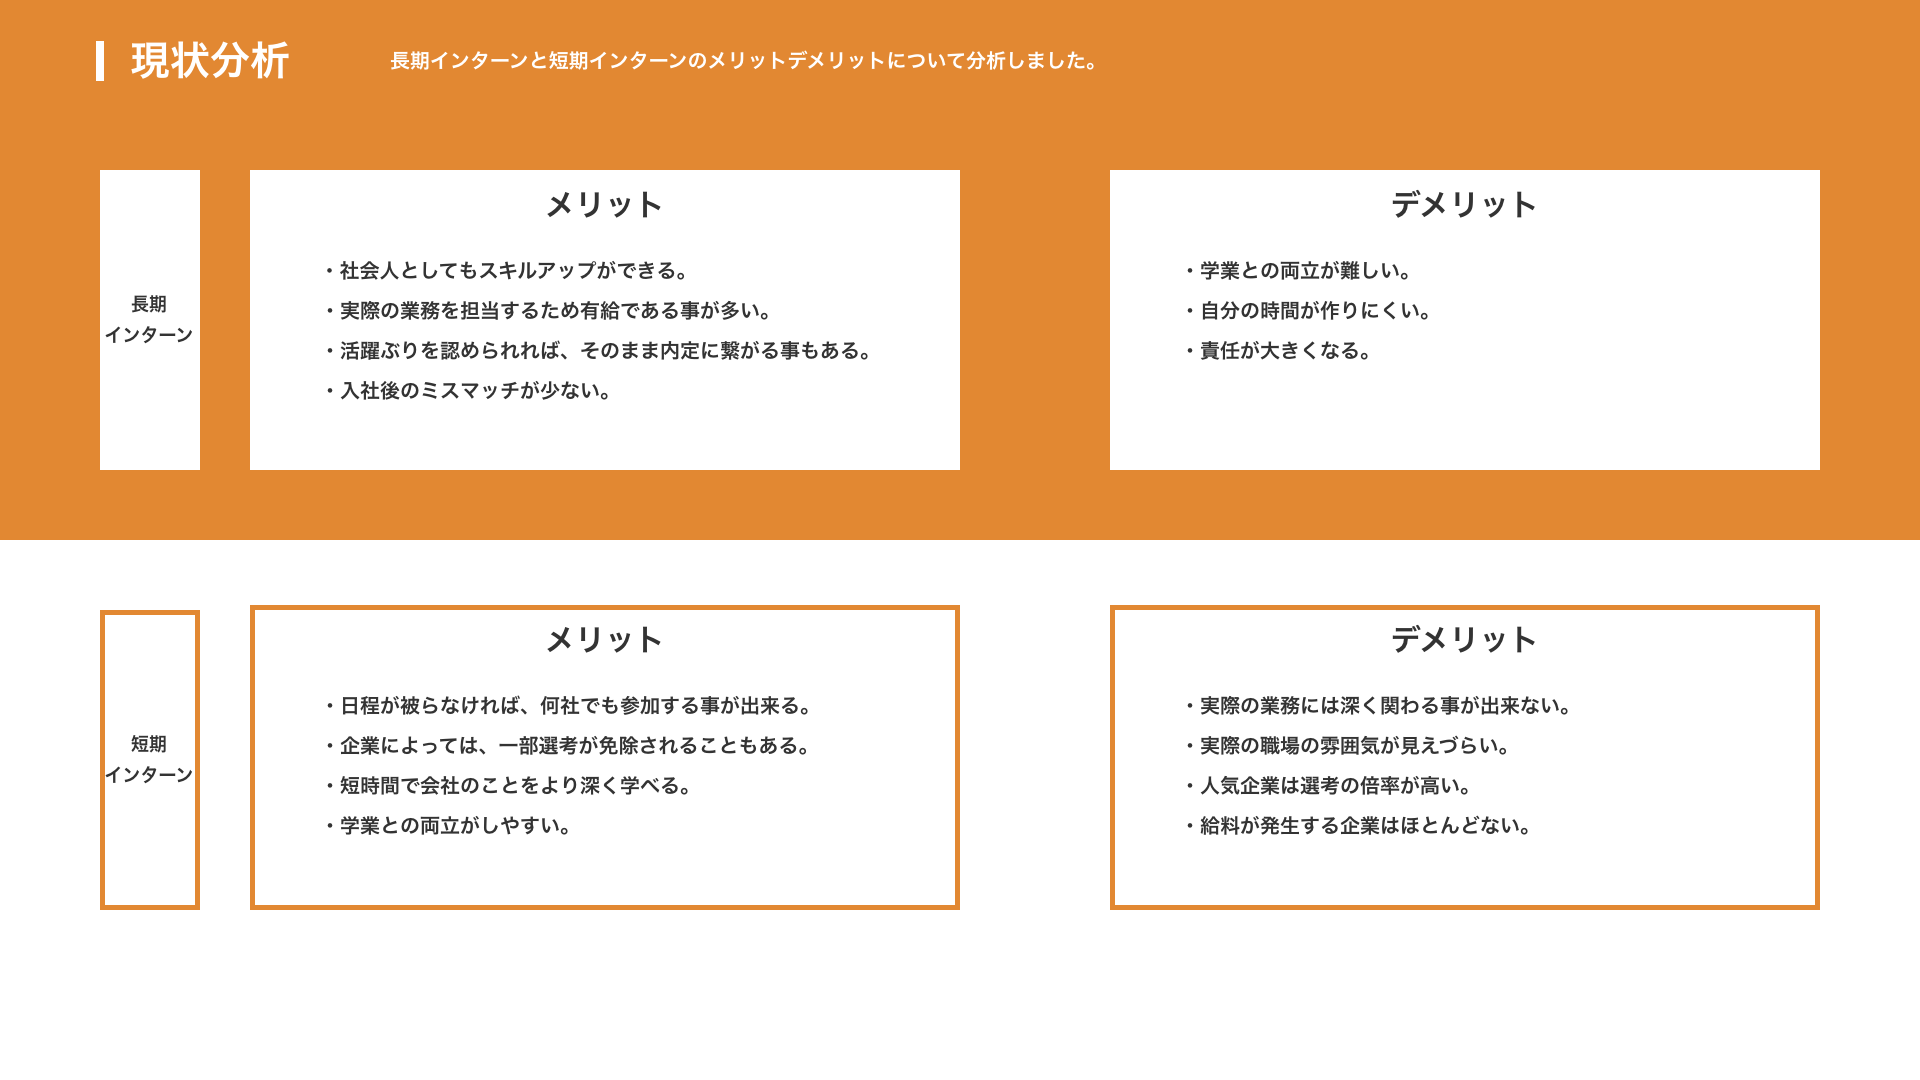 現状分析
長期インターンと短期インターンのメリットデメリットについて分析しました。
長期
インターン
メリット
・社会人としてもスキルアップができる。
・実際の業務を担当するため有給である事が多い。
・活躍ぶりを認められれば、そのまま内定に繋がる事もある。
・入社後のミスマッチが少ない。
デメリット
・学業との両立が難しい。
・自分の時間が作りにくい。
・責任が大きくなる。
短期
インターン
メリット
・日程が被らなければ、何社でも参加する事が出来る。
・企業によっては、一部選考が免除されることもある。
・短時間で会社のことをより深く学べる。
・学業との両立がしやすい。
デメリット
・実際の業務には深く関わる事が出来ない。
・実際の職場の雰囲気が見えづらい。
・人気企業は選考の倍率が高い。
・給料が発生する企業はほとんどない。